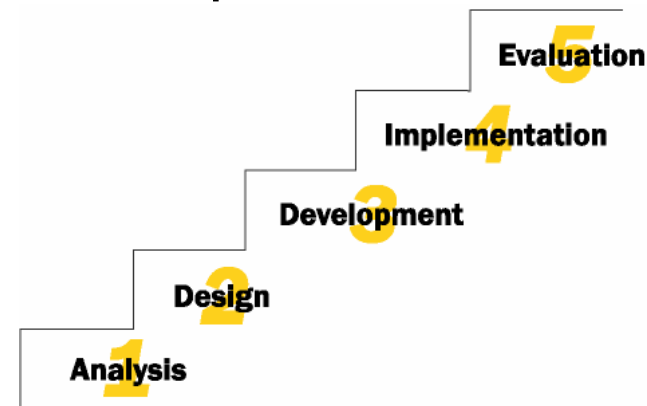 5
Evaluation
4
Implementation
3
Development
2
Design
1
Analysis